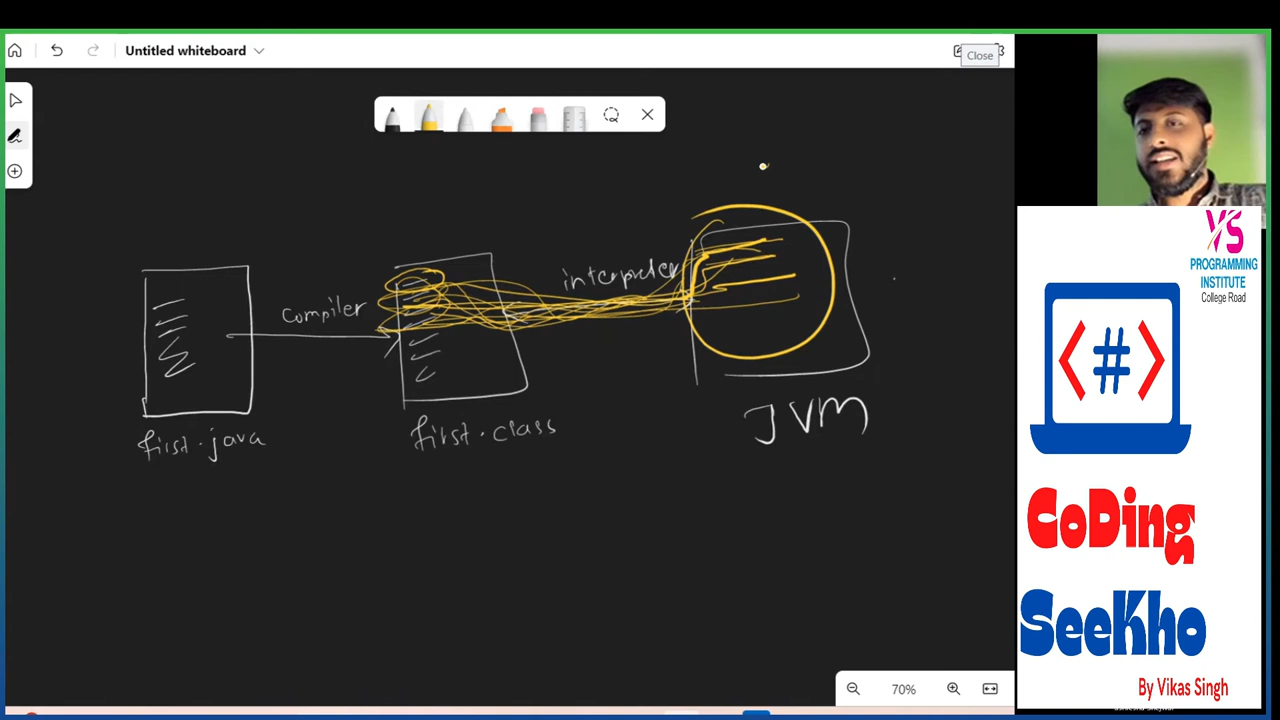 Untitled whiteboard
Close
interpreter
Compiler
first.java
first.class
JVM
70%
VS
PROGRAMMING
INSTITUTE
College Road
<#>
CoDing
SeeKho
By Vikas Singh